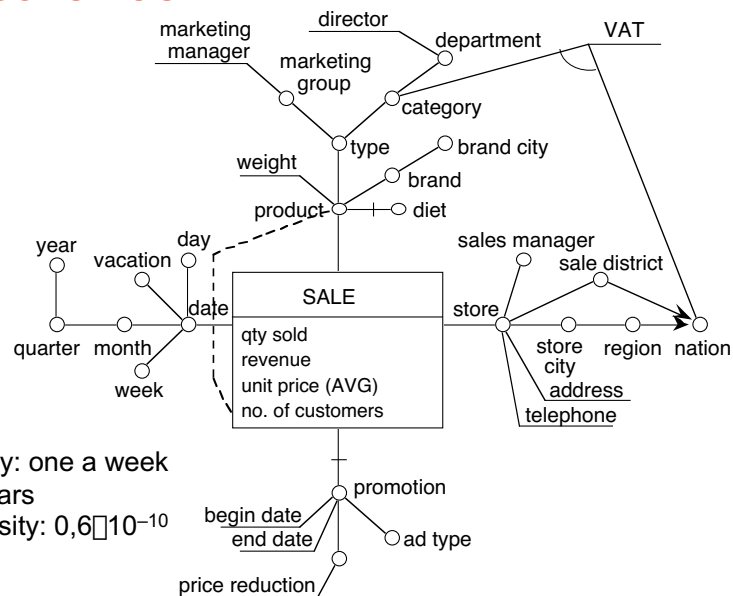 director
marketing
manager
marketing
group
department
VAT
category
type
brand city
weight
brand
product
diet
year
day
vacation
sales manager
sale district
SALE
date
store
quarter
month
week
qty sold
revenue
unit price (AVG)
no. of customers
store
city
region
nation
address
telephone
y: one a week
ars
sity: 0,6□10–10
promotion
begin date
end date
ad type
price reduction